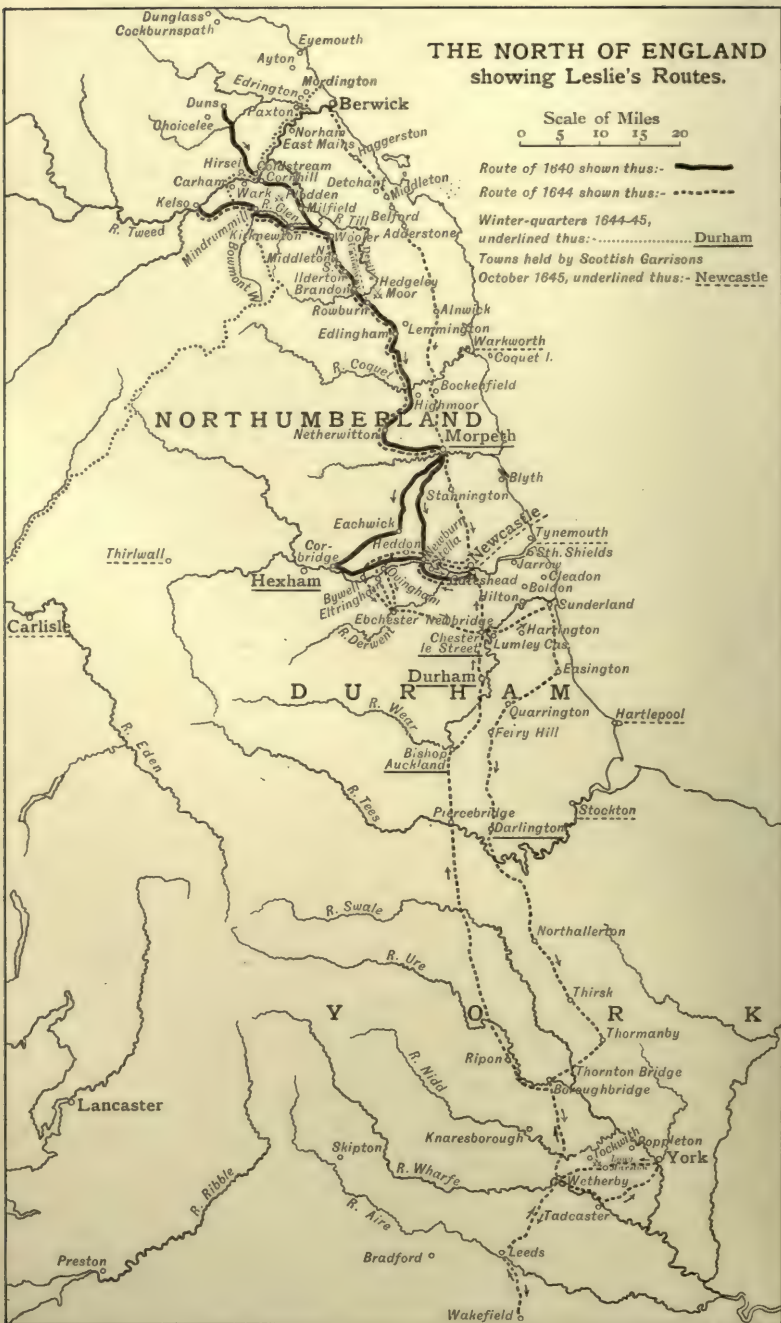 Dunglass
Cockburnspath
Eyemouth
Ayton
THE NORTH OF ENGLAND
showing Leslie's Routes.
Edrington
Mordington
Duns
Paxton
Berwick
Scale of Miles
0 5 10 15 20
Choicelee
Norham
East Mains
Haggerston
Hirsel
Coldstream
Cornhill
Route of 1640 shown thus:-
Carham
Wark
Flodden
Detchant
Middleton
Route of 1644 shown thus:-
Kelso
R. Glen
Milfield
R. Till
Belford
Adderstone
Winter-quarters 1644-45,
underlined thus:- Durham
R. Tweed
Mindrummill
Kirknewton
Wooler
Bowmont W.
Middleton
N.
S.
Towns held by Scottish Garrisons
October 1645, underlined thus:- Newcastle
Ilderton
Brandon
Hedgeley
Moor
Rowburn
Alnwick
Edlingham
Lemmington
Warkworth
Coquet I.
R. Coquet
Bockenfield
Highmoor
NORTHUMBERLAND
Netherwitton
Morpeth
Blyth
Stannington
Eachwick
Heddon
Newburn
Newcastle
Tynemouth
Sth. Shields
Thirlwall
Corbridge
Hexham
Jarrow
Cleadon
Boldon
Gateshead
Bywell
Eltringham
Ovingham
Hilton
Sunderland
Carlisle
Ebchester
Newbridge
Hartington
R. Derwent
Chester
le Street
Lumley Cas.
Durham
Easington
DURHAM
R. Wear
Quarrington
Hartlepool
Ferry Hill
R. Eden
Bishop
Auckland
R. Tees
Piercebridge
Stockton
Darlington
R. Swale
Northallerton
R. Ure
Thirsk
YORK
Thormanby
Ripon
R. Nidd
Thornton Bridge
Boroughbridge
Lancaster
Knaresborough
Tockwith
Poppleton
York
Skipton
R. Wharfe
Wetherby
Tadcaster
R. Ribble
R. Aire
Bradford
Leeds
Preston
Wakefield